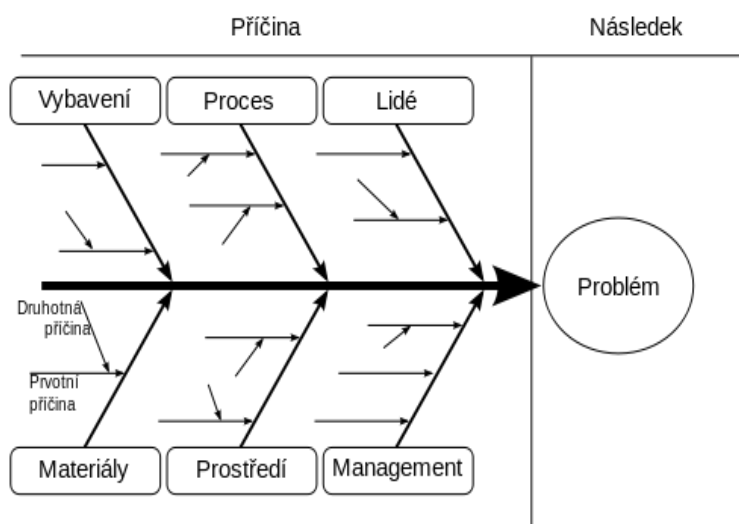 Příčina
Následek
Vybavení
Proces
Lidé
Problém
Druhotná
příčina
Prvotní
příčina
Materiály
Prostředí
Management